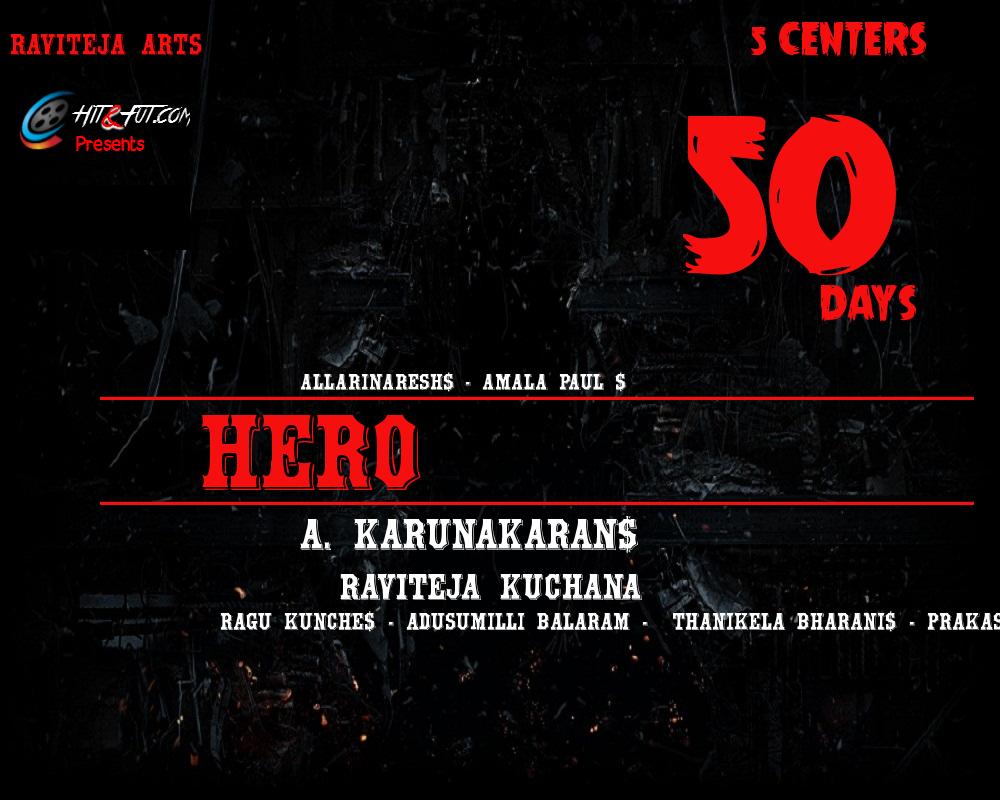 RAVITEJA ARTS
5 CENTERS
HIT&FUT.COM
Presents
50
DAYS
ALLARINARESH$ - AMALA PAUL $
HERO
A. KARUNAKARAN$
RAVITEJA KUCHANA
RAGU KUNCHE$ - ADUSUMILLI BALARAM - THANIKELA BHARANI$ - PRAKAS